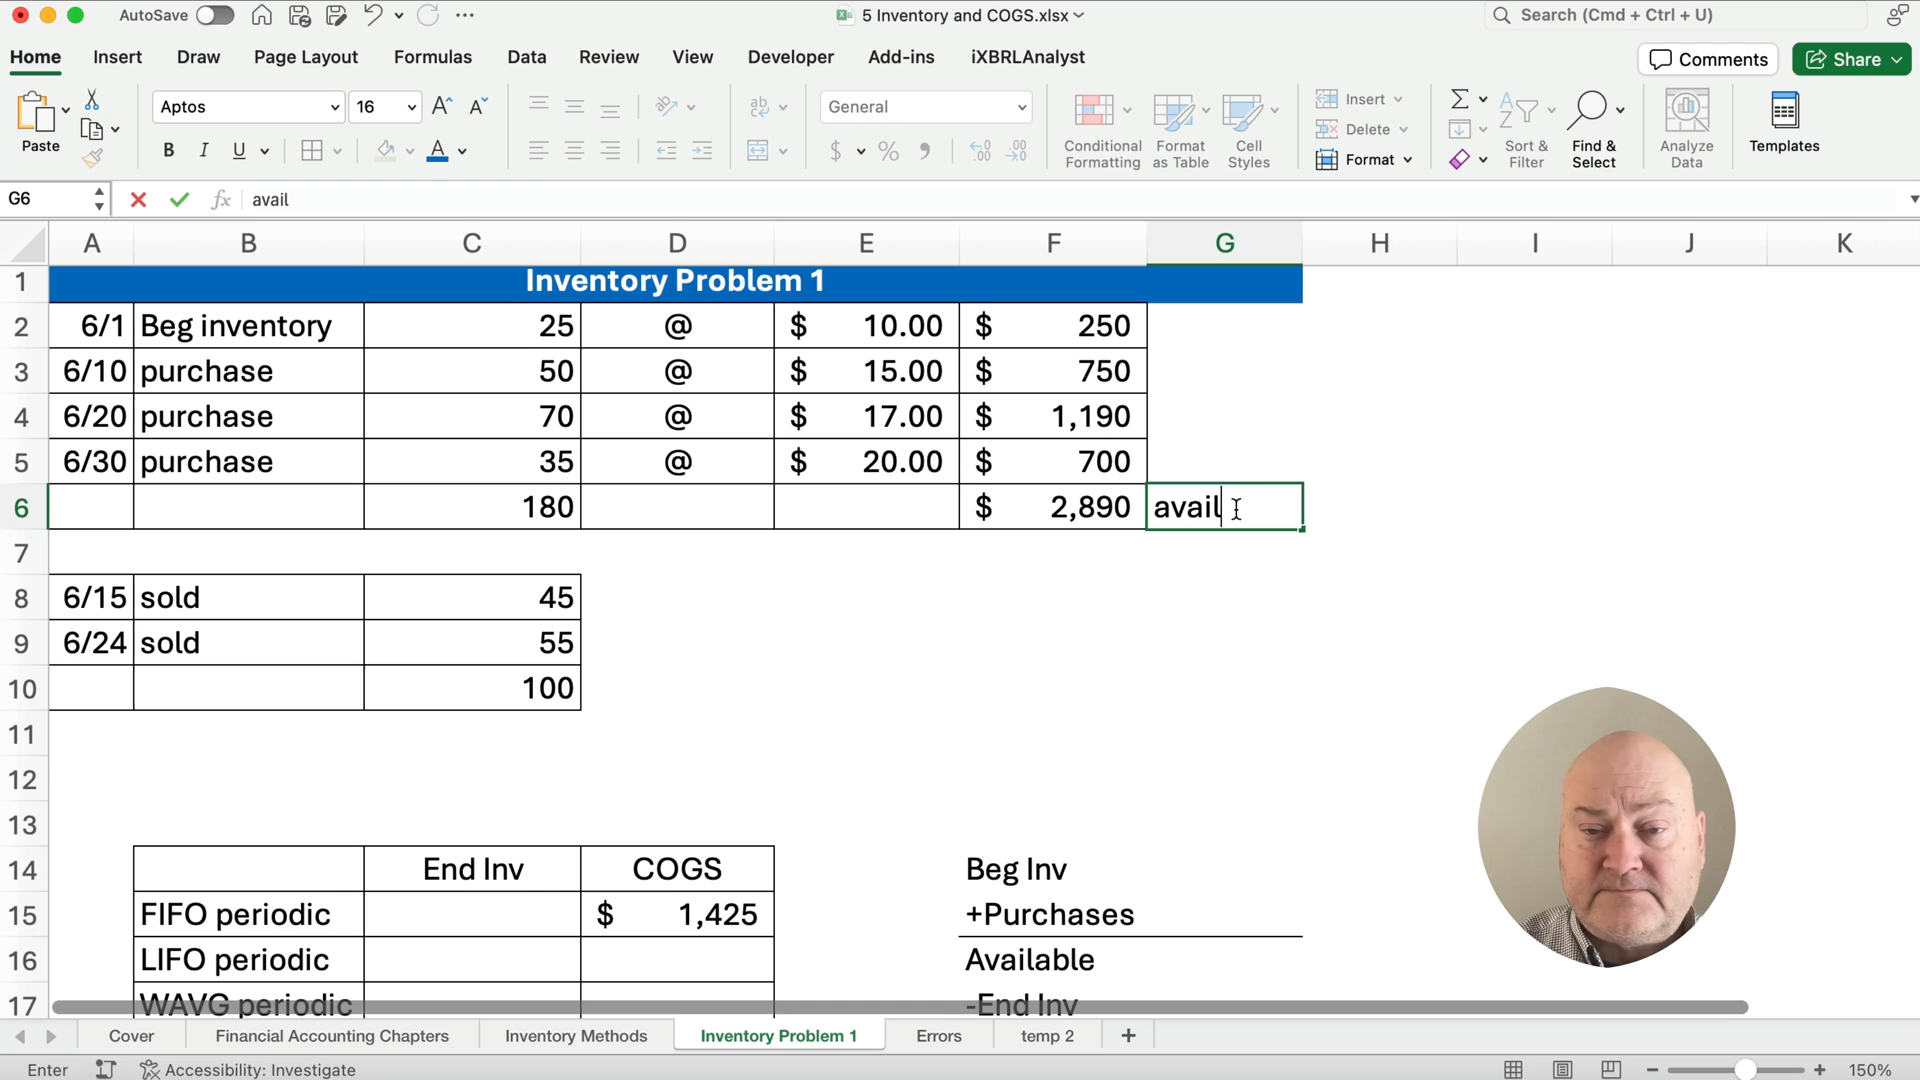 AutoSave
5 Inventory and COGS.xlsx
Search (Cmd + Ctrl + U)
Home Insert Draw Page Layout Formulas Data Review View Developer Add-ins iXBRLAnalyst
Comments Share
Paste
Aptos 16
B I U A
General
$ %
Conditional Formatting
Format as Table
Cell Styles
Insert
Delete
Format
Sort & Filter
Find & Select
Analyze Data
Templates
G6 fx avail
A B C D E F G H I J K
1 Inventory Problem 1
2 6/1 Beg inventory 25 @ $ 10.00 $ 250
3 6/10 purchase 50 @ $ 15.00 $ 750
4 6/20 purchase 70 @ $ 17.00 $ 1,190
5 6/30 purchase 35 @ $ 20.00 $ 700
6 180 $ 2,890 avail
7
8 6/15 sold 45
9 6/24 sold 55
10 100
11
12
13
14 End Inv COGS Beg Inv
15 FIFO periodic $ 1,425 +Purchases
16 LIFO periodic Available
17 WAVG periodic -End Inv
Cover Financial Accounting Chapters Inventory Methods Inventory Problem 1 Errors temp 2 +
Enter Accessibility: Investigate 150%